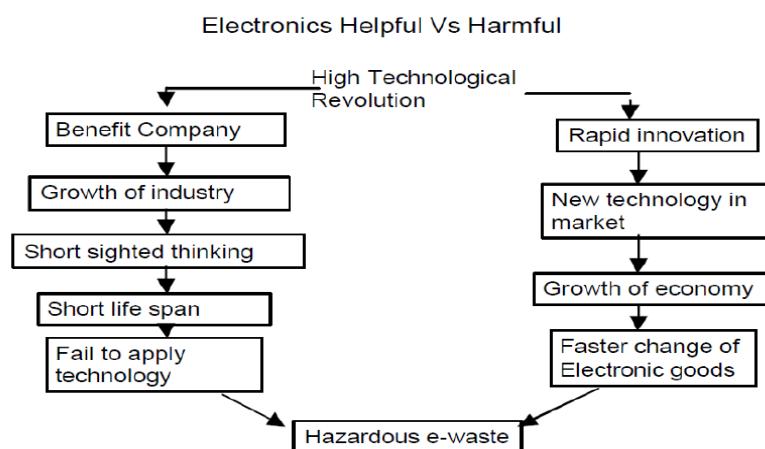 Electronics Helpful Vs Harmful
High Technological
Revolution
Benefit Company
Growth of industry
Short sighted thinking
Short life span
Fail to apply
technology
Rapid innovation
New technology in
market
Growth of economy
Faster change of
Electronic goods
Hazardous e-waste